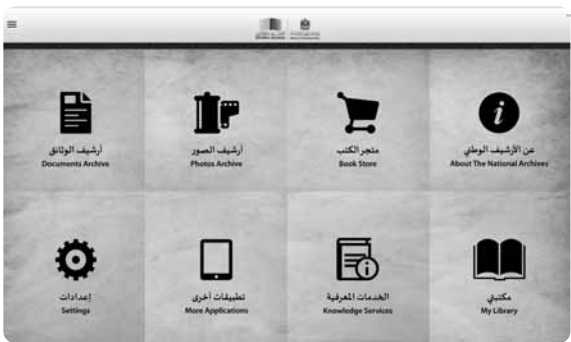 عن الأرشيف الوطني
About The National Archives
متجر الكتب
Book Store
أرشيف الصور
Photos Archive
أرشيف الوثائق
Documents Archive
مكتبتي
My Library
الخدمات المعرفية
Knowledge Services
تطبيقات أخرى
More Applications
إعدادات
Settings